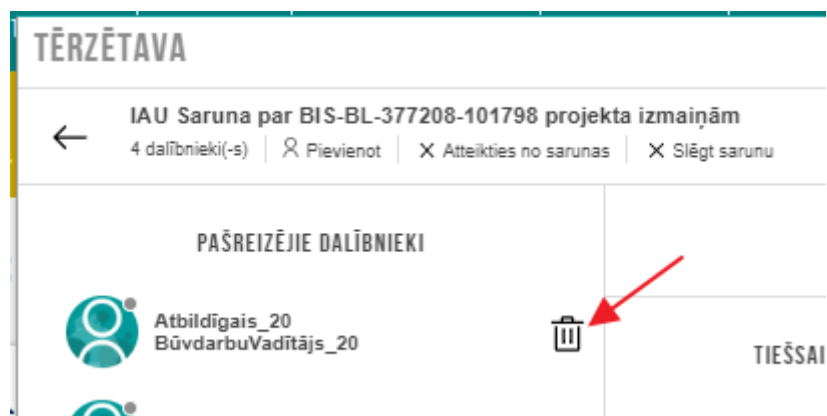 TĒRZĒTAVA
IAU Saruna par BIS-BL-377208-101798 projekta izmaiņām
4 dalībnieki(-s) Pievienot Atteikties no sarunas Slēgt sarunu
PAŠREIZĒJIE DALĪBNIEKI
Atbildīgais_20
BūvdarbuVadītājs_20
TIEŠSAI